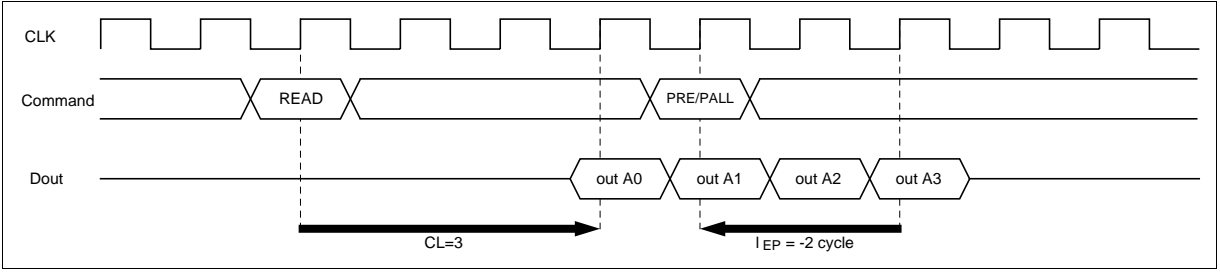 CLK
Command READ PRE/PALL
Dout out A0 out A1 out A2 out A3
CL=3 l EP = -2 cycle